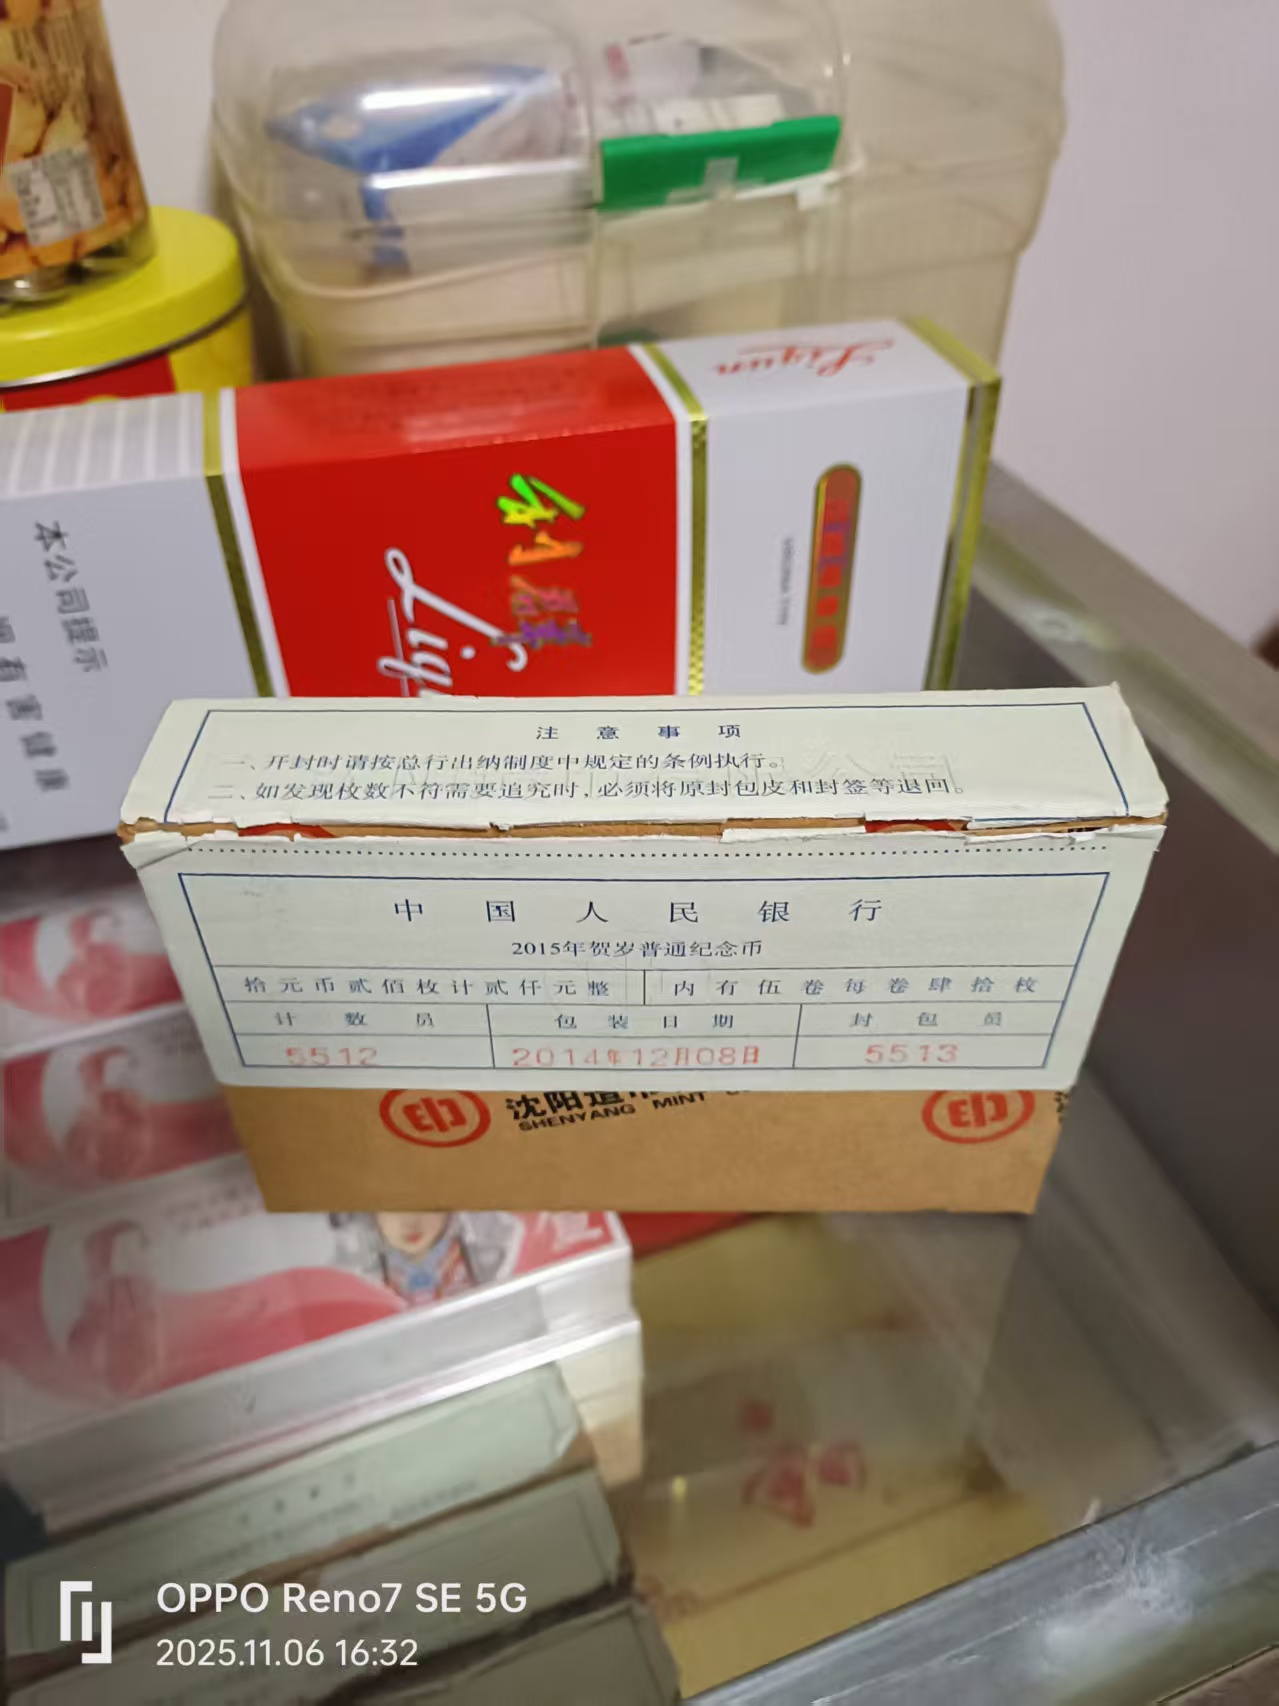 Liqun
利群
Liqu
本公司提示
有害健康
注意事项
一、开封时请按总行出纳制度中规定的条例执行。
二、如发现枚数不符需要追究时,必须将原封包皮和封签等退回。
中国人民银行
2015年贺岁普通纪念币
拾元币贰佰枚计贰仟元整 内有伍卷每卷肆拾枚
计数员 包装日期 封包员
5512 2014年12月08日 5513
印 沈阳造币 印
SHENYANG MINT
OPPO Reno7 SE 5G
2025.11.06 16:32